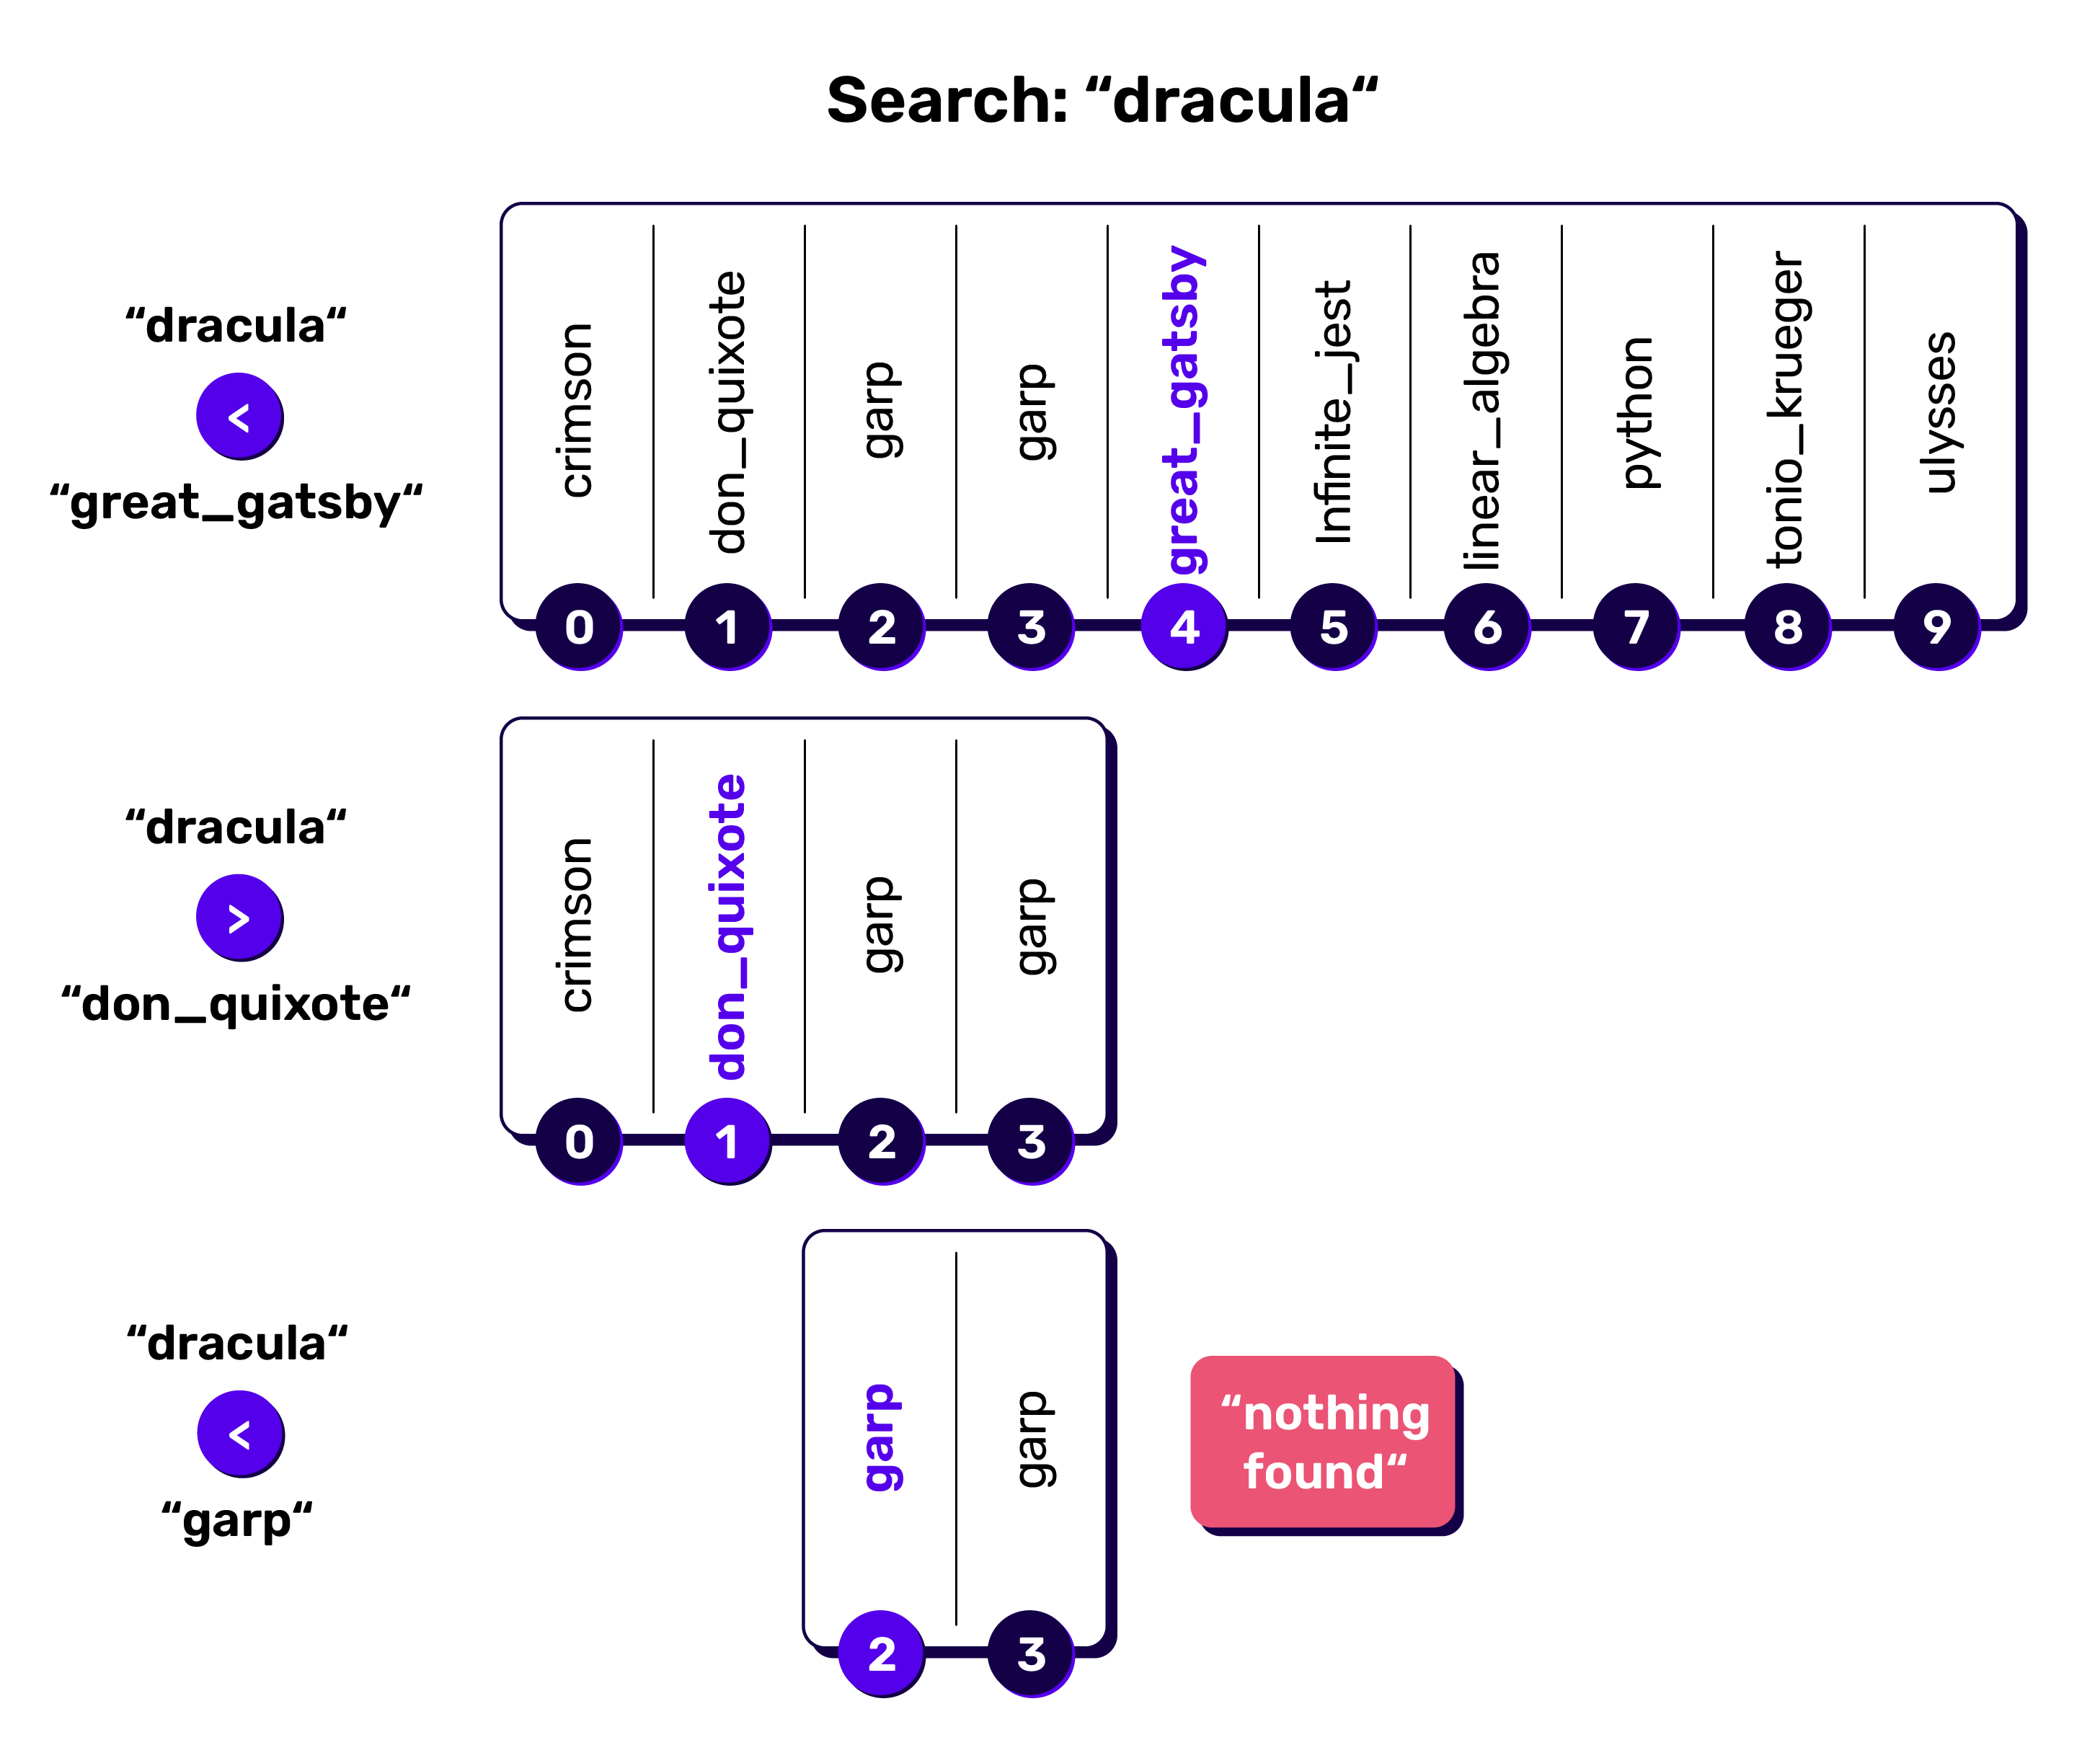 Search: “dracula“
“dracula“
<
“great_gatsby“
crimson
don_quixote
garp
garp
great_gatsby
Infinite_jest
linear_algebra
python
tonio_krueger
ulysses
0 1 2 3 4 5 6 7 8 9
“dracula“
>
“don_quixote“
crimson
don_quixote
garp
garp
0 1 2 3
“dracula“
<
“garp“
garp
garp
2 3
“nothing
found“